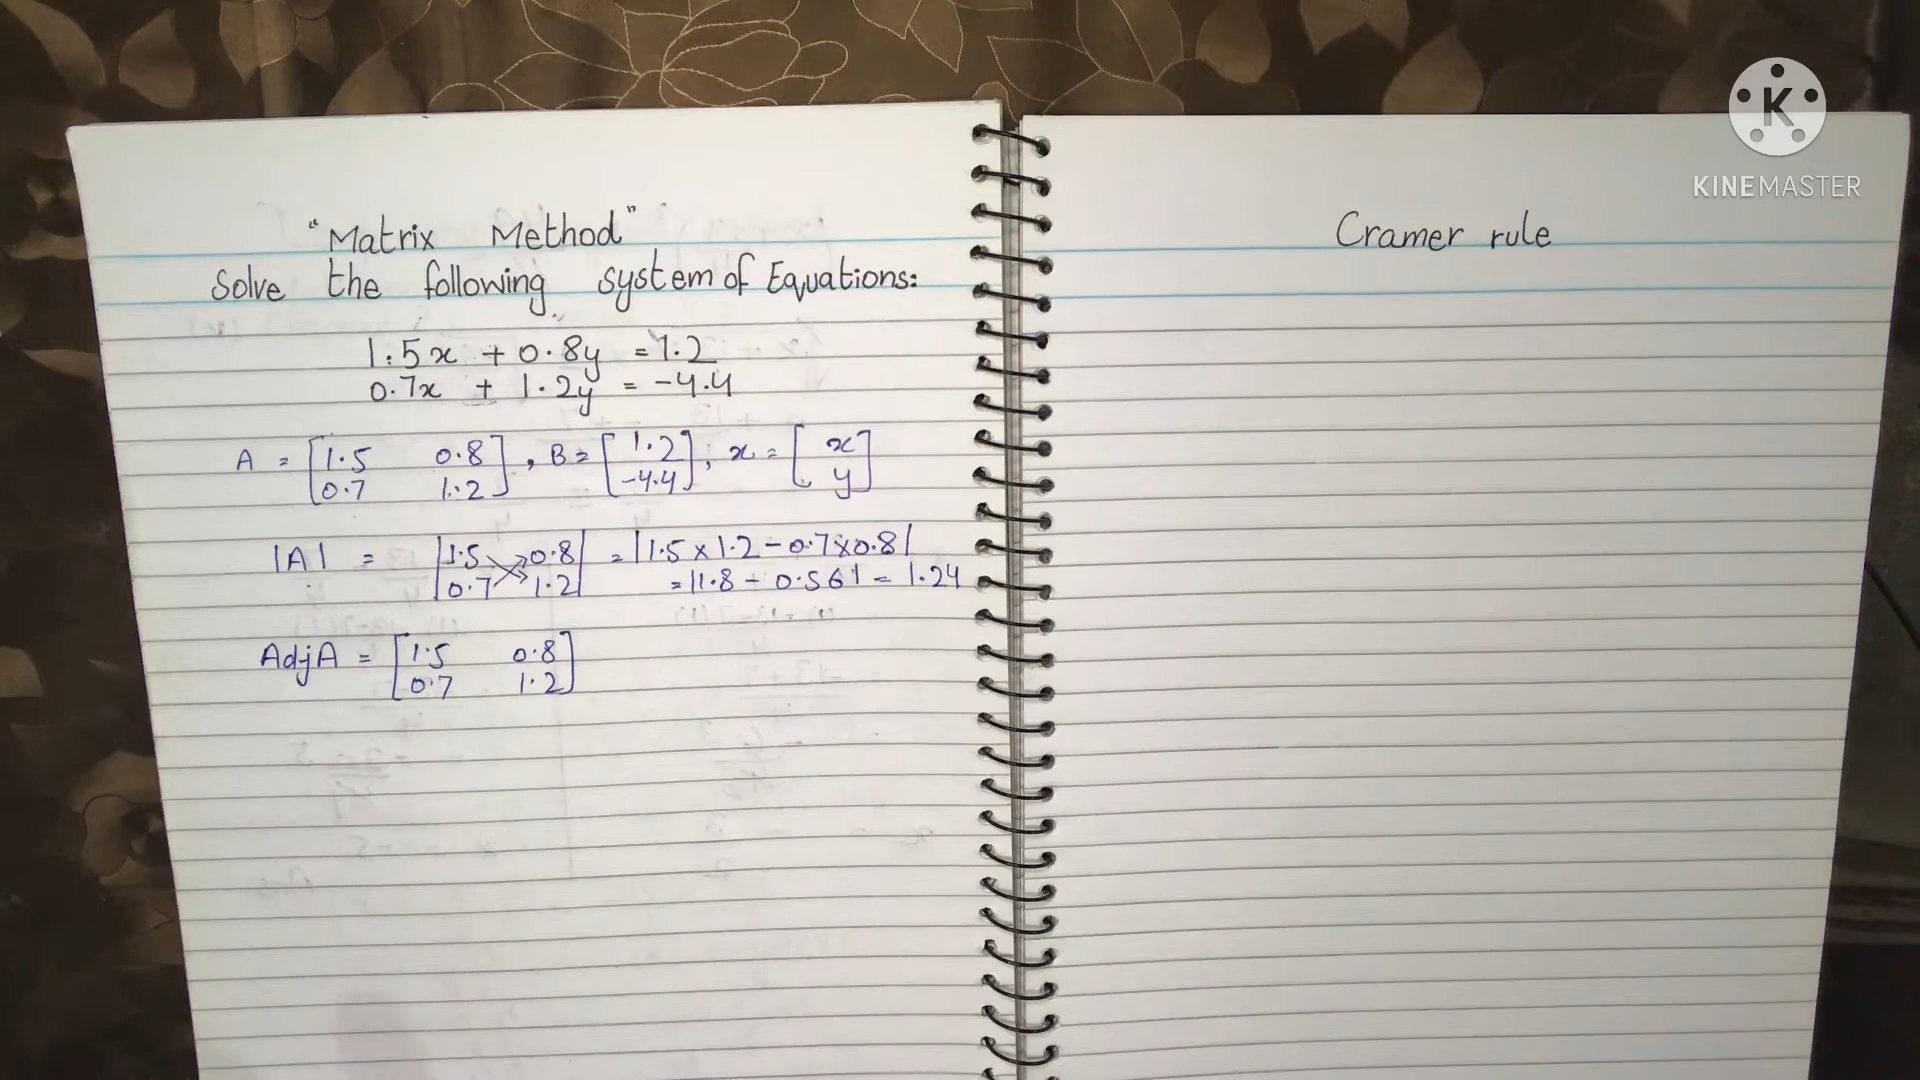 "Matrix Method"
Solve the following system of Equations:
1.5x + 0.8y = 1.2
0.7x + 1.2y = -4.4
A = [1.5 0.8
0.7 1.2], B = [1.2
-4.4], x = [x
y]
|A| = |1.5 0.8
0.7 1.2| = |1.5 x 1.2 - 0.7 x 0.8|
= |1.8 - 0.56| = 1.24
AdjA = [1.5 0.8
0.7 1.2]
Cramer rule
K
KINEMASTER